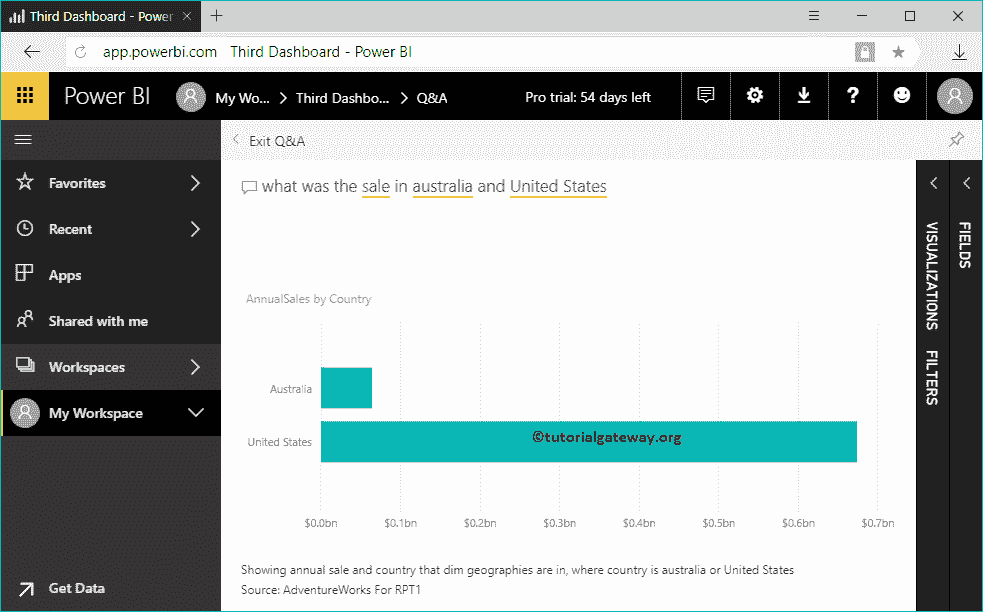 Third Dashboard - Power
app.powerbi.com Third Dashboard - Power BI
Power BI My Wo... Third Dashbo... Q&A Pro trial: 54 days left ?
Exit Q&A
Favorites
Recent
Apps
Shared with me
Workspaces
My Workspace
Get Data
what was the sale in australia and United States
AnnualSales by Country
Australia
United States
©tutorialgateway.org
$0.0bn $0.1bn $0.2bn $0.3bn $0.4bn $0.5bn $0.6bn $0.7bn
Showing annual sale and country that dim geographies are in, where country is australia or United States
Source: AdventureWorks For RPT1
VISUALIZATIONS
FILTERS
FIELDS